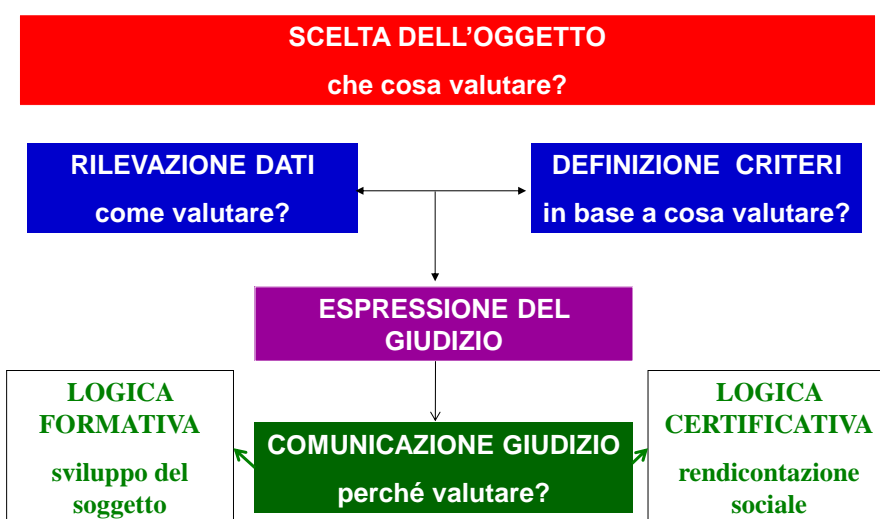 SCELTA DELL'OGGETTO
che cosa valutare?
RILEVAZIONE DATI
come valutare?
DEFINIZIONE CRITERI
in base a cosa valutare?
ESPRESSIONE DEL
GIUDIZIO
LOGICA
FORMATIVA
sviluppo del
soggetto
COMUNICAZIONE GIUDIZIO
perché valutare?
LOGICA
CERTIFICATIVA
rendicontazione
sociale